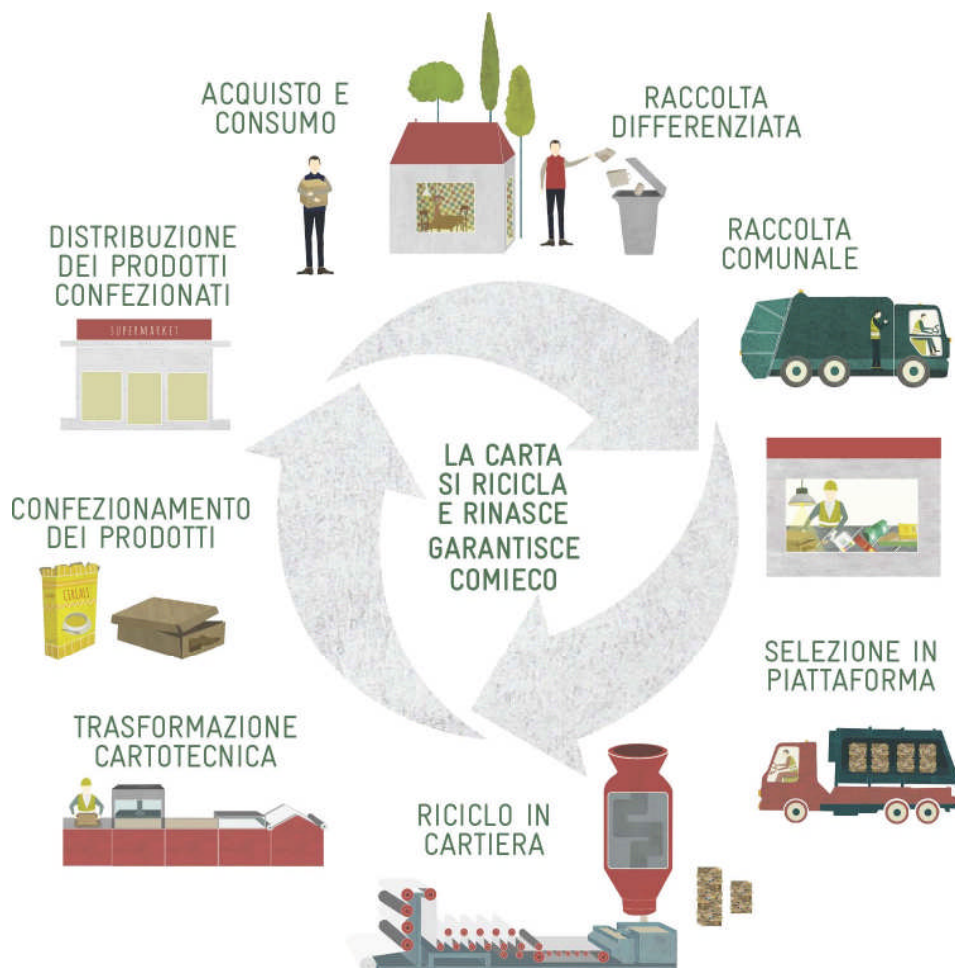 ACQUISTO E
CONSUMO
RACCOLTA
DIFFERENZIATA
RACCOLTA
COMUNALE
SELEZIONE IN
PIATTAFORMA
RICICLO IN
CARTIERA
TRASFORMAZIONE
CARTOTECNICA
CONFEZIONAMENTO
DEI PRODOTTI
CEREALI
DISTRIBUZIONE
DEI PRODOTTI
CONFEZIONATI
SUPERMARKET
LA CARTA
SI RICICLA
E RINASCE
GARANTISCE
COMIECO